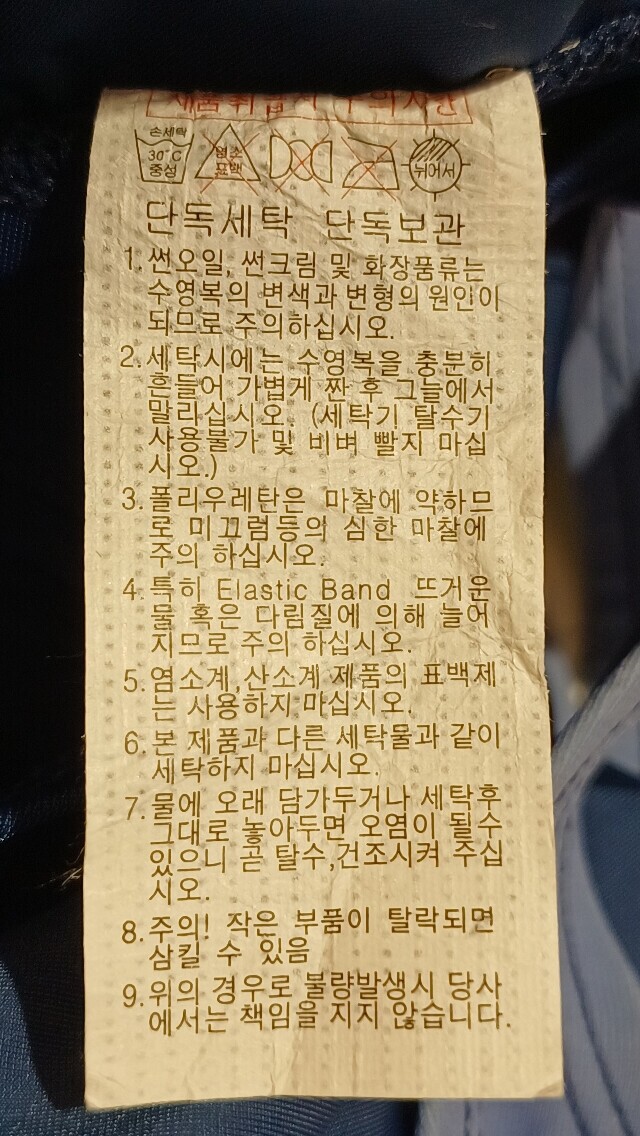 제품취급시 주의사항
손세탁 30°C 중성 염소 표백 뉘어서
단독세탁 단독보관
1. 썬오일, 썬크림 및 화장품류는
수영복의 변색과 변형의 원인이
되므로 주의하십시오.
2. 세탁시에는 수영복을 충분히
흔들어 가볍게 짠 후 그늘에서
말리십시오. (세탁기 탈수기
사용불가 및 비벼 빨지 마십
시오.)
3. 폴리우레탄은 마찰에 약하므
로 미끄럼등의 심한 마찰에
주의 하십시오.
4. 특히 Elastic Band 뜨거운
물 혹은 다림질에 의해 늘어
지므로 주의 하십시오.
5. 염소계,산소계 제품의 표백제
는 사용하지 마십시오.
6. 본 제품과 다른 세탁물과 같이
세탁하지 마십시오.
7. 물에 오래 담가두거나 세탁후
그대로 놓아두면 오염이 될수
있으니 곧 탈수,건조시켜 주십
시오.
8. 주의! 작은 부품이 탈락되면
삼킬 수 있음
9. 위의 경우로 불량발생시 당사
에서는 책임을 지지 않습니다.